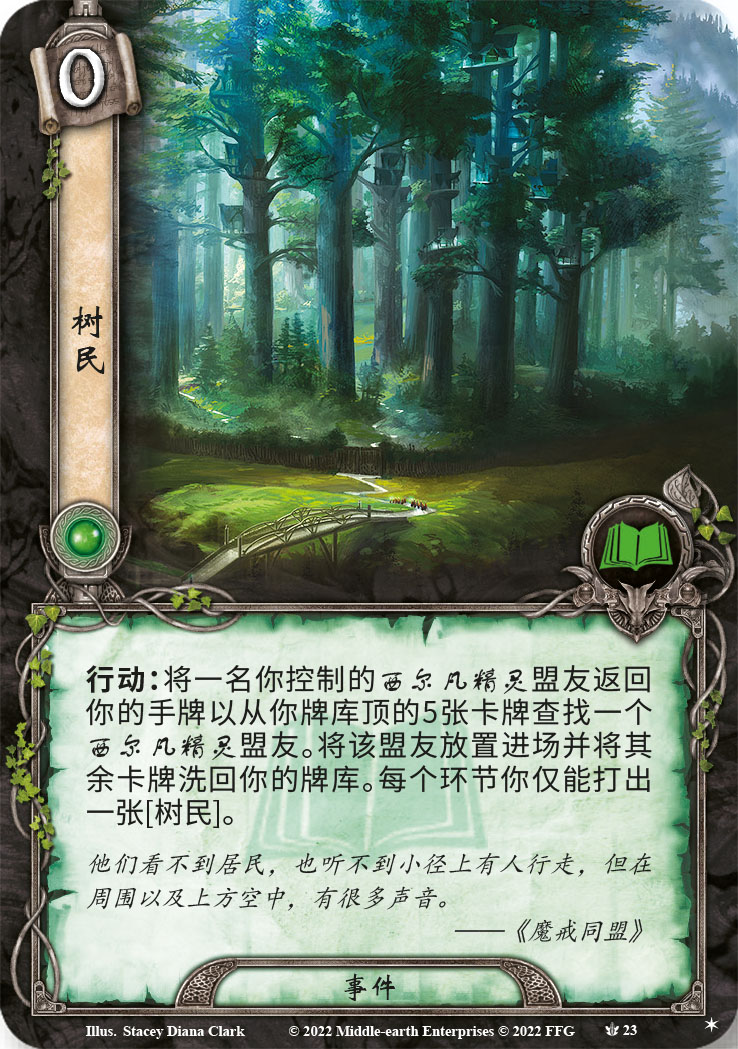 0
树民
行动：将一名你控制的西尔凡精灵盟友返回
你的手牌以从你牌库顶的5张卡牌查找一个
西尔凡精灵盟友。将该盟友放置进场并将其
余卡牌洗回你的牌库。每个环节你仅能打出
一张[树民]。
他们看不到居民，也听不到小径上有人行走，但在
周围以及上方空中，有很多声音。
——《魔戒同盟》
事件
Illus. Stacey Diana Clark © 2022 Middle-earth Enterprises © 2022 FFG 23